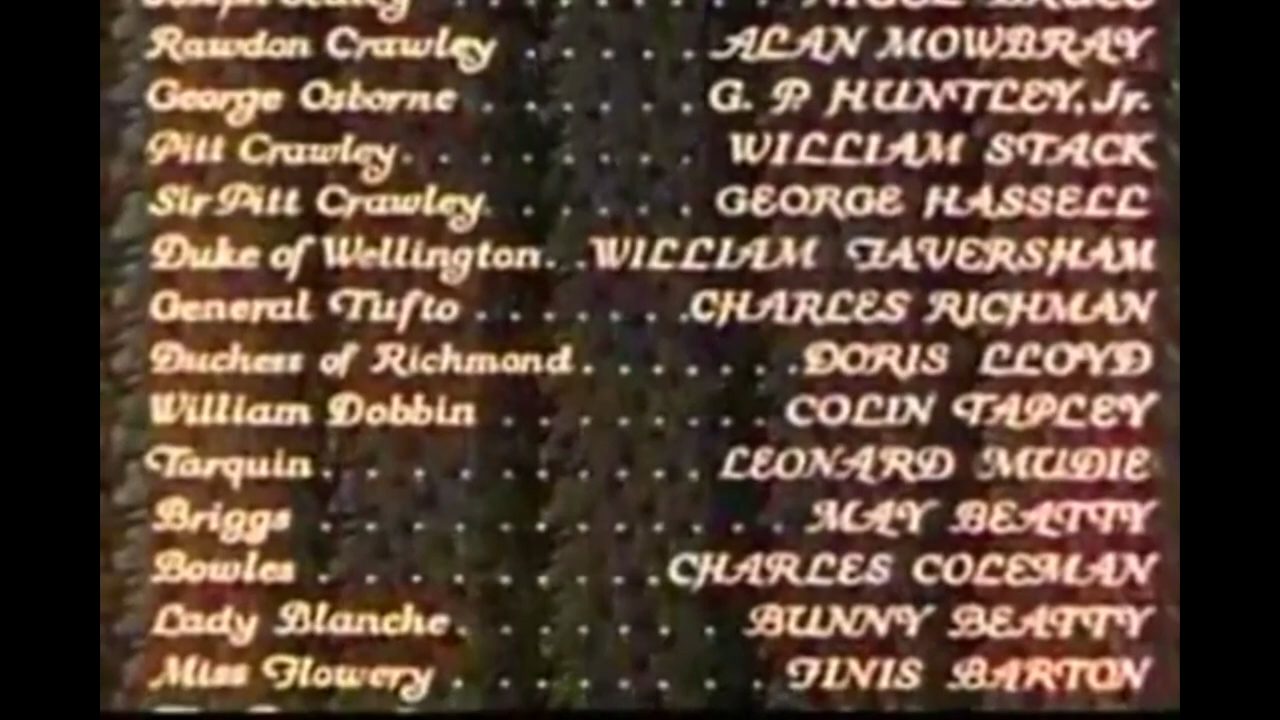 Rawdon Crawley . . . . . ALAN MOWBRAY
George Osborne . . . . . . G. P. HUNTLEY, Jr.
Pitt Crawley. . . . . . . WILLIAM STACK
Sir Pitt Crawley. . . . . . GEORGE HASSELL
Duke of Wellington. . WILLIAM FAVERSHAM
General Tufto . . . . . . . CHARLES RICHMAN
Duchess of Richmond. . . . . . . DORIS LLOYD
William Dobbin . . . . . . . COLIN TAPLEY
Tarquin. . . . . . . . . . LEONARD MUDIE
Briggs . . . . . . . . . . . MAY BEATTY
Bowles . . . . . . . . . CHARLES COLEMAN
Lady Blanche. . . . . . . BUNNY BEATTY
Miss Flowery . . . . . . . . FINIS BARTON